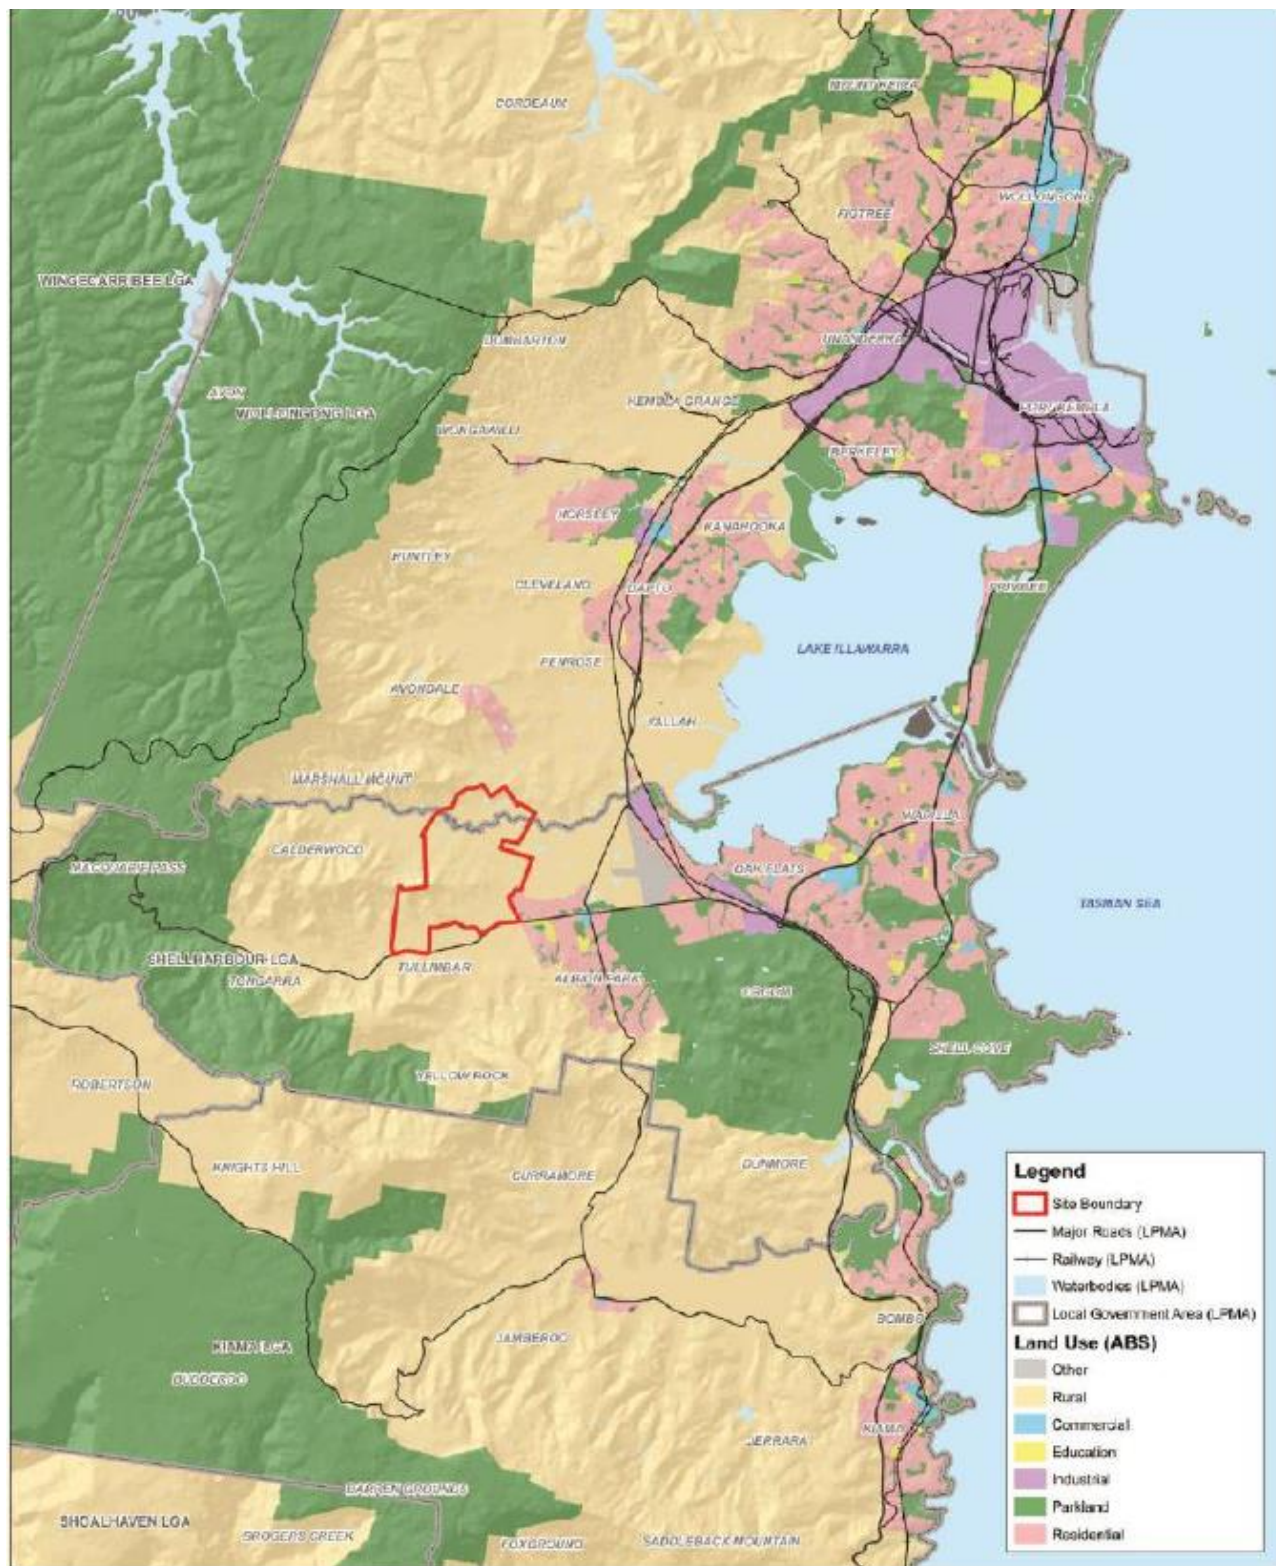 CORDEAUX
MOUNT KEIRA
WOLLONGONG
FIGTREE
WINGECARRIBEE LGA
DOMBARTON
UNANDERRA
AVON
WOLLONGONG LGA
KEMBLA GRANGE
PORT KEMBLA
WONGAWILLI
BERKELEY
HORSLEY
KANAHOOKA
HUNTLEY
CLEVELAND
DAPTO
PRIMBEE
LAKE ILLAWARRA
PENROSE
AVONDALE
YALLAH
MARSHALL MOUNT
WARILLA
CALDERWOOD
MACQUARIE PASS
OAK FLATS
TASMAN SEA
SHELLHARBOUR LGA
TULLIMBAR
TONGARRA
ALBION PARK
CROOM
SHELL COVE
YELLOW ROCK
ROBERTSON
KNIGHTS HILL
CURRAMORE
DUNMORE
BOMBO
JAMBEROO
KIAMA LGA
BUDDEROO
KIAMA
JERRARA
BARREN GROUNDS
SHOALHAVEN LGA
BROGERS CREEK
FOXGROUND
SADDLEBACK MOUNTAIN
Legend
Site Boundary
Major Roads (LPMA)
Railway (LPMA)
Waterbodies (LPMA)
Local Government Area (LPMA)
Land Use (ABS)
Other
Rural
Commercial
Education
Industrial
Parkland
Residential